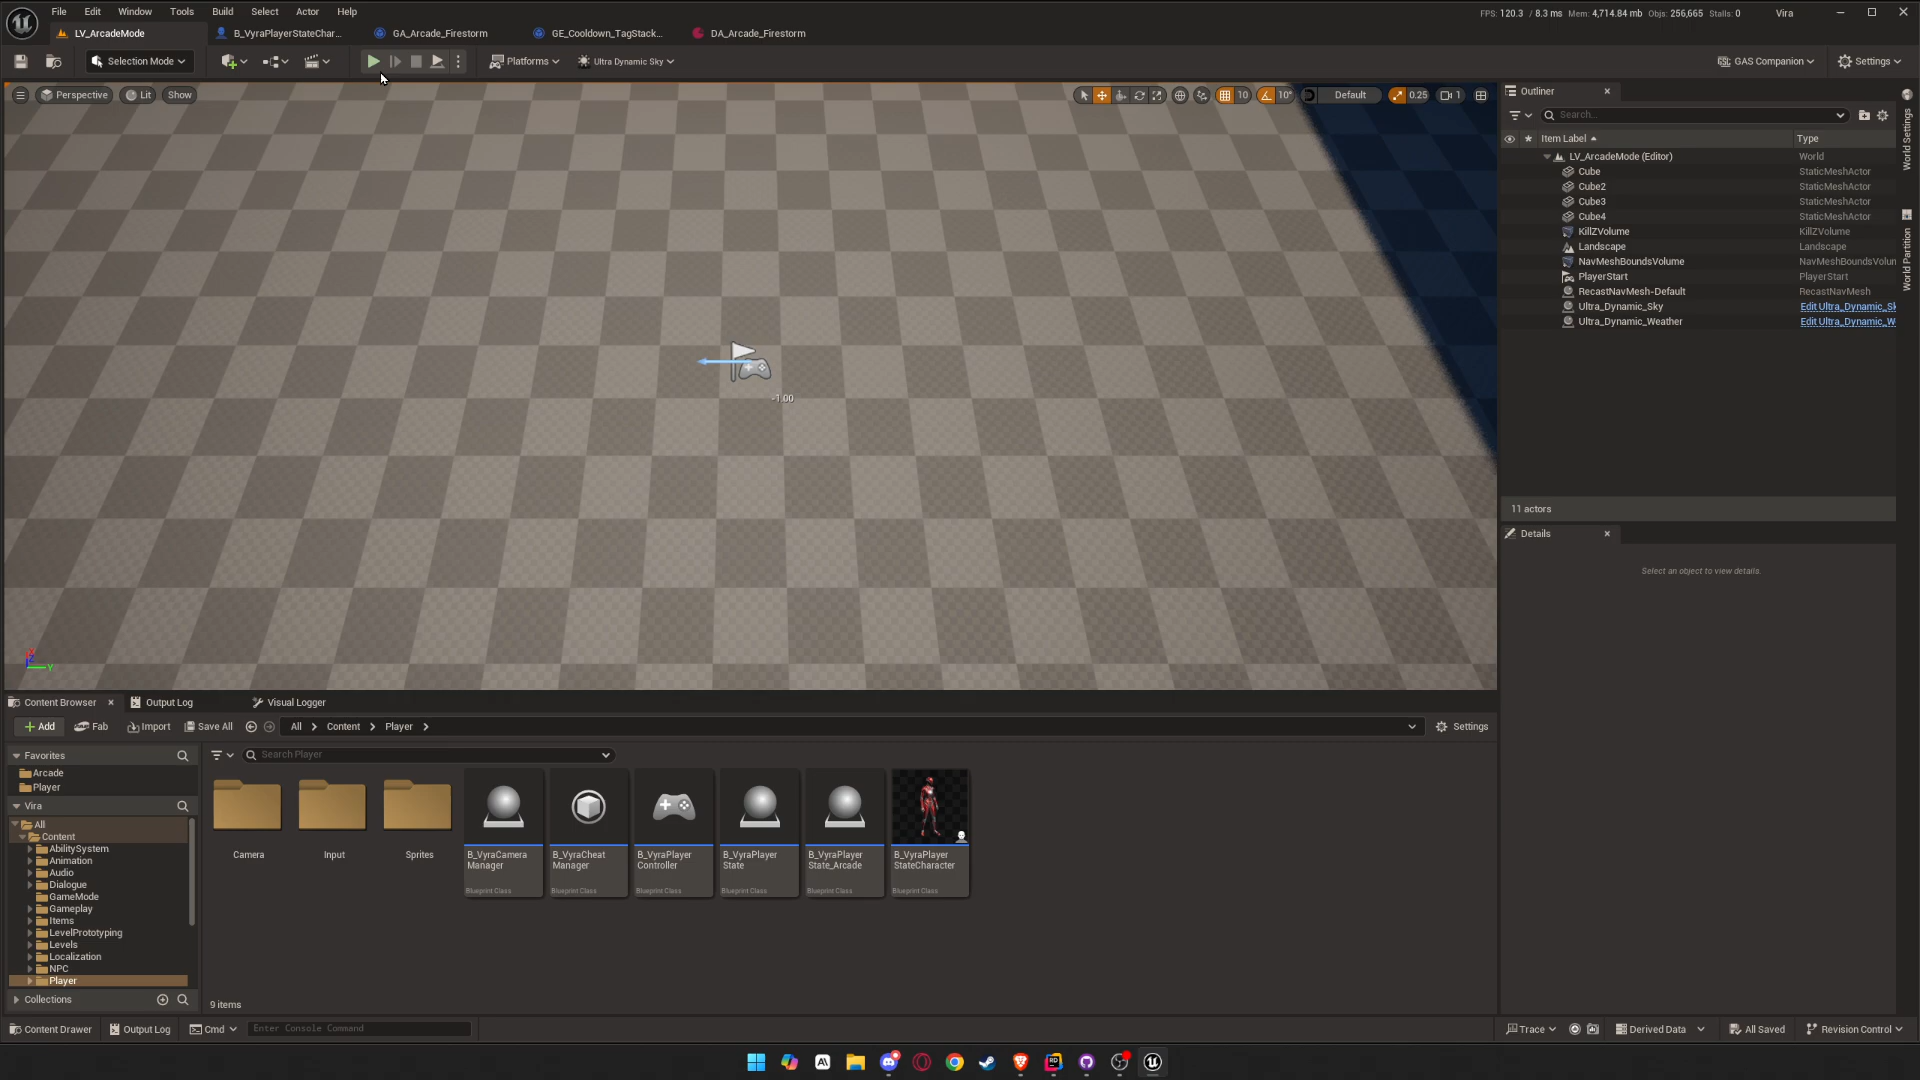 File Edit Window Tools Build Select Actor Help
FPS: 120.3 / 8.3 ms Mem: 4,714.84 mb Objs: 256,665 Stalls: 0 Vira
LV_ArcadeMode B_VyraPlayerStateChar... GA_Arcade_Firestorm GE_Cooldown_TagStack... DA_Arcade_Firestorm
Selection Mode Platforms Ultra Dynamic Sky GAS Companion Settings
Perspective Lit Show 10 10° Default 0.25 1
Outliner
Search...
Item Label Type
LV_ArcadeMode (Editor) World
Cube StaticMeshActor
Cube2 StaticMeshActor
Cube3 StaticMeshActor
Cube4 StaticMeshActor
KillZVolume KillZVolume
Landscape Landscape
NavMeshBoundsVolume NavMeshBoundsVolun
PlayerStart PlayerStart
RecastNavMesh-Default RecastNavMesh
Ultra_Dynamic_Sky Edit Ultra_Dynamic_Sk
Ultra_Dynamic_Weather Edit Ultra_Dynamic_W
World Settings
World Partition
-1.00
11 actors
Details
Select an object to view details.
X
Z
Y
Content Browser Output Log Visual Logger
Add Fab Import Save All All Content Player Settings
Favorites Search Player
Arcade
Player
Vira
All
Content
AbilitySystem
Animation
Audio
Dialogue
GameMode
Gameplay
Items
LevelPrototyping
Levels
Localization
NPC
Player
Collections
Camera
Input
Sprites
B_VyraCamera
Manager
Blueprint Class
B_VyraCheat
Manager
Blueprint Class
B_VyraPlayer
Controller
Blueprint Class
B_VyraPlayer
State
Blueprint Class
B_VyraPlayer
State_Arcade
Blueprint Class
B_VyraPlayer
StateCharacter
Blueprint Class
9 items
Content Drawer Output Log Cmd Enter Console Command Trace Derived Data All Saved Revision Control